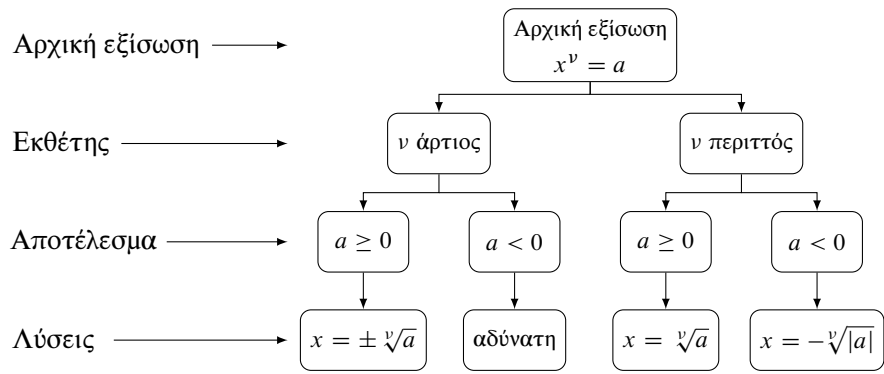 Αρχική εξίσωση
Αρχική εξίσωση
x^ν = a
Εκθέτης
ν άρτιος
ν περιττός
Αποτέλεσμα
a ≥ 0
a < 0
a ≥ 0
a < 0
Λύσεις
x = ± ν√a
αδύνατη
x = ν√a
x = −ν√|a|